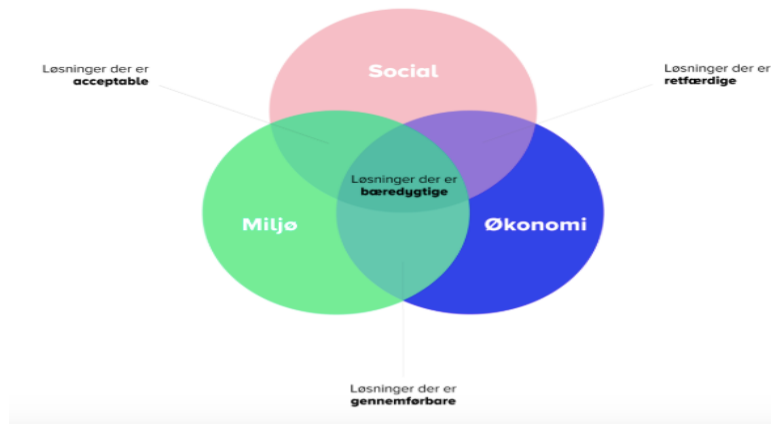 Social
Løsninger der er
acceptable
Løsninger der er
retfærdige
Løsninger der er
bæredygtige
Miljø
Økonomi
Løsninger der er
gennemførbare